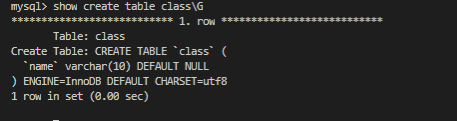 mysql> show create table class\G
*************************** 1. row ***************************
Table: class
Create Table: CREATE TABLE `class` (
`name` varchar(10) DEFAULT NULL
) ENGINE=InnoDB DEFAULT CHARSET=utf8
1 row in set (0.00 sec)